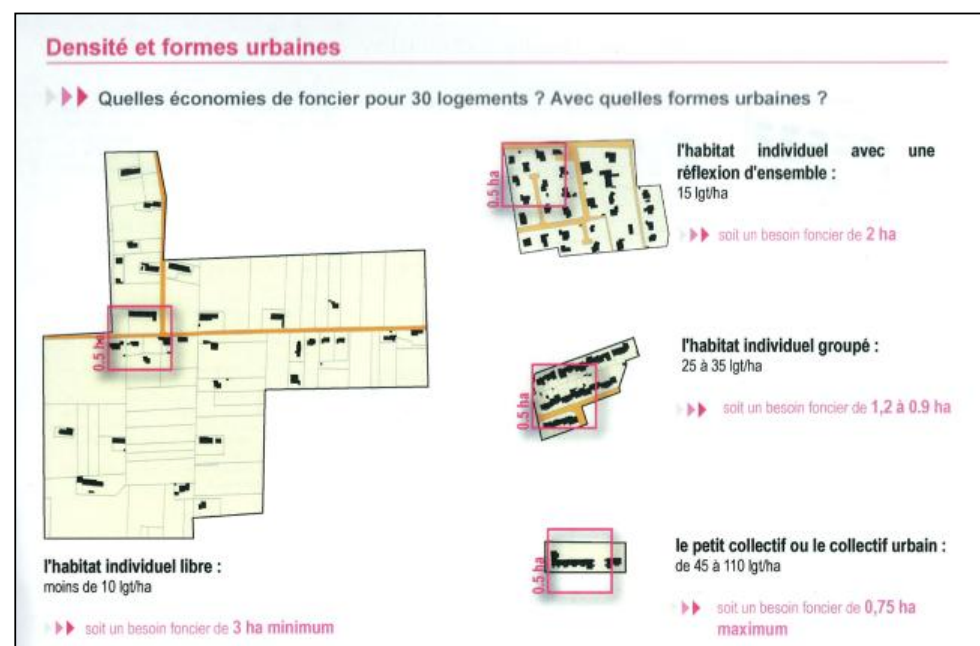 Densité et formes urbaines
Quelles économies de foncier pour 30 logements ? Avec quelles formes urbaines ?
0.5 ha
l'habitat individuel libre :
moins de 10 lgt/ha
soit un besoin foncier de 3 ha minimum
0.5 ha
l'habitat individuel avec une
réflexion d'ensemble :
15 lgt/ha
soit un besoin foncier de 2 ha
0.5 ha
l'habitat individuel groupé :
25 à 35 lgt/ha
soit un besoin foncier de 1,2 à 0.9 ha
0.5 ha
le petit collectif ou le collectif urbain :
de 45 à 110 lgt/ha
soit un besoin foncier de 0,75 ha
maximum